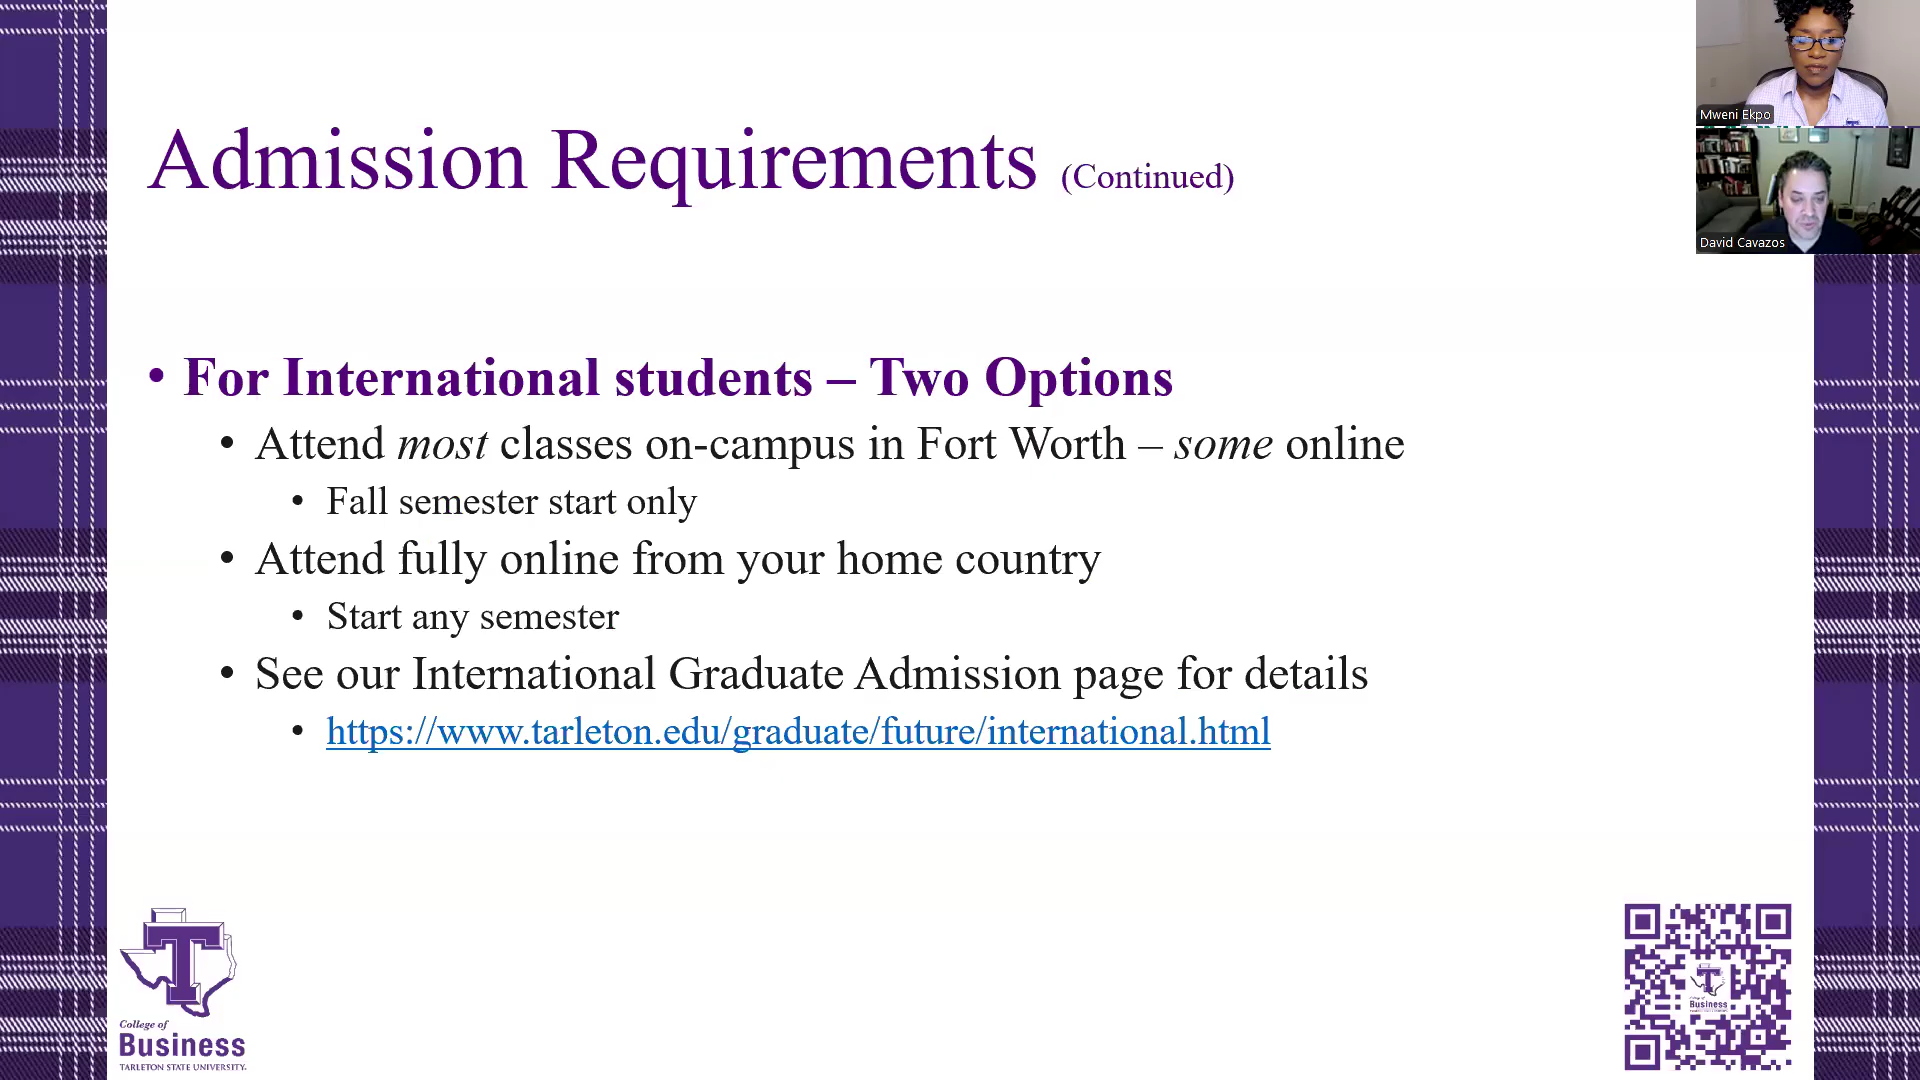 Admission Requirements (Continued)
• For International students – Two Options
• Attend most classes on-campus in Fort Worth – some online
• Fall semester start only
• Attend fully online from your home country
• Start any semester
• See our International Graduate Admission page for details
• https://www.tarleton.edu/graduate/future/international.html
Mweni Ekpo
David Cavazos
T
College of
Business
TARLETON STATE UNIVERSITY
T
Business